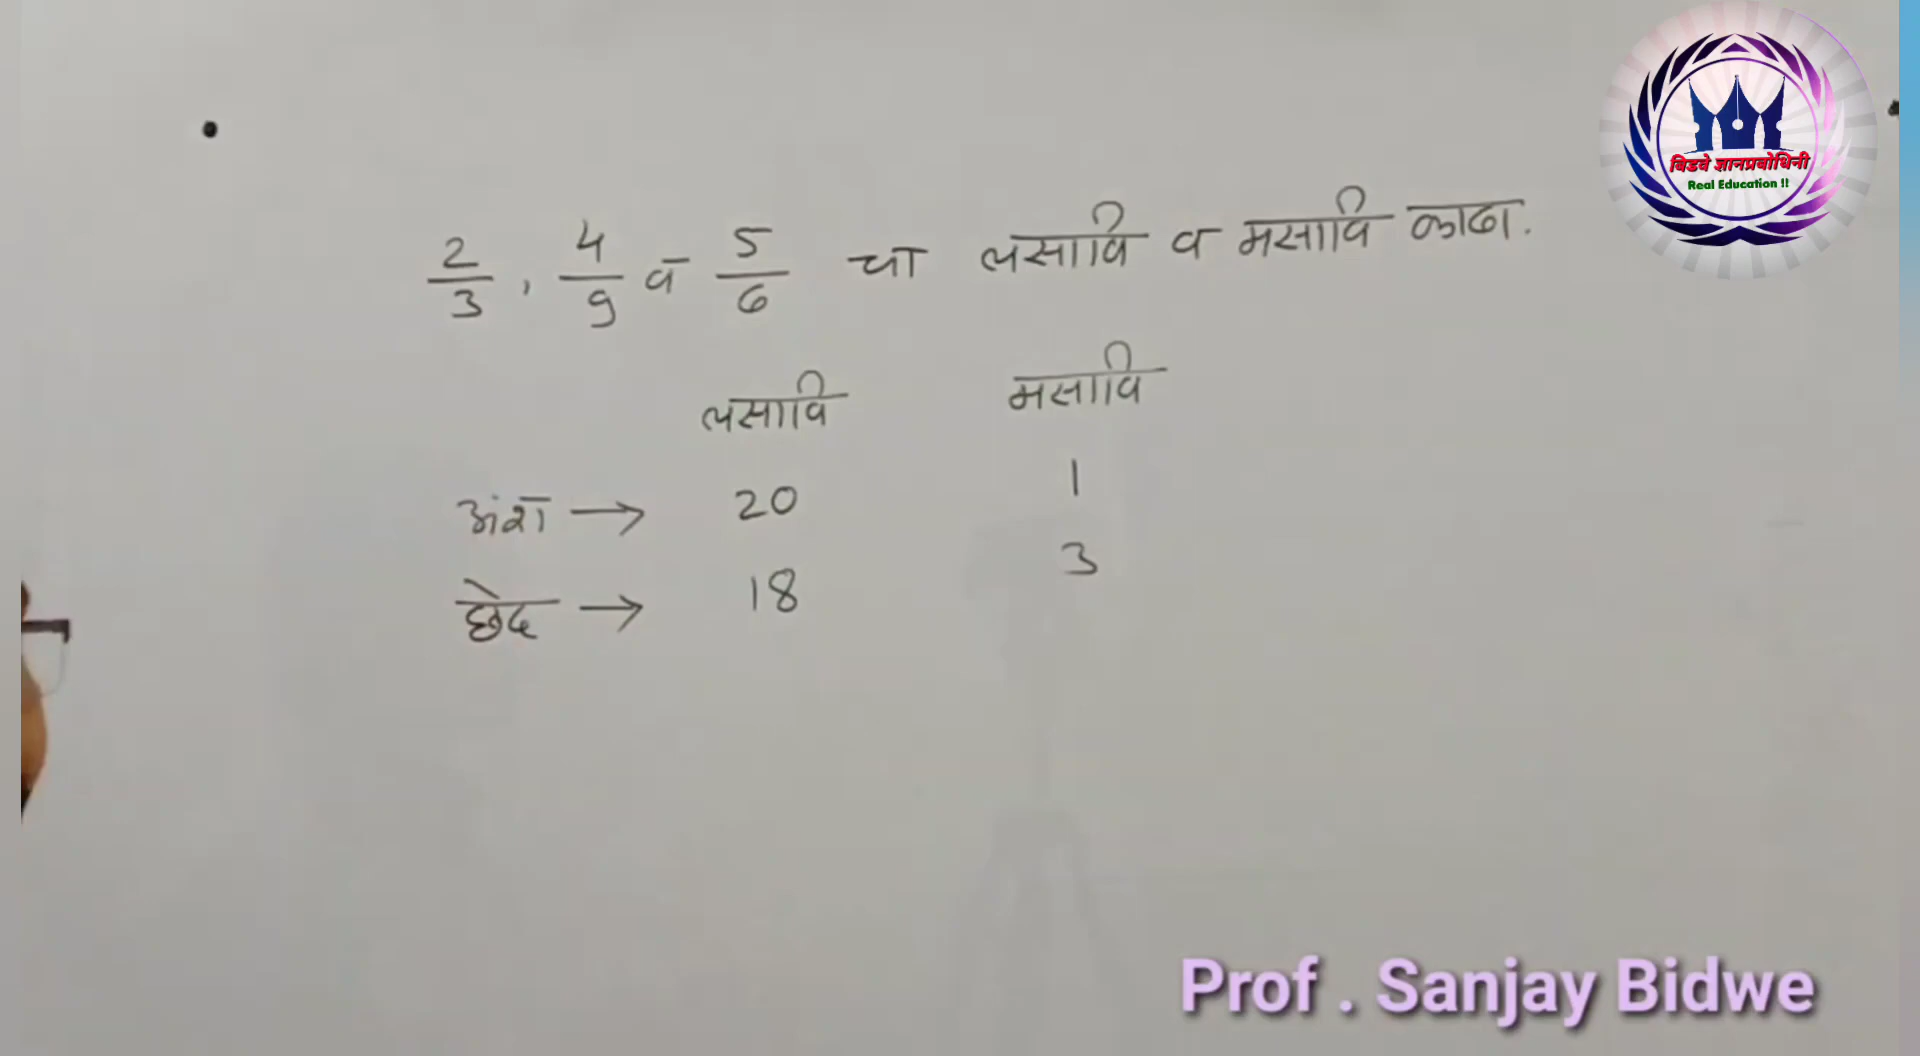 बिडवे ज्ञानप्रबोधिनी
Real Education !!
2/3 , 4/9 व 5/6 चा लसावि व मसावि काढा.
लसावि मसावि
अंश → 20 1
छेद → 18 3
Prof . Sanjay Bidwe